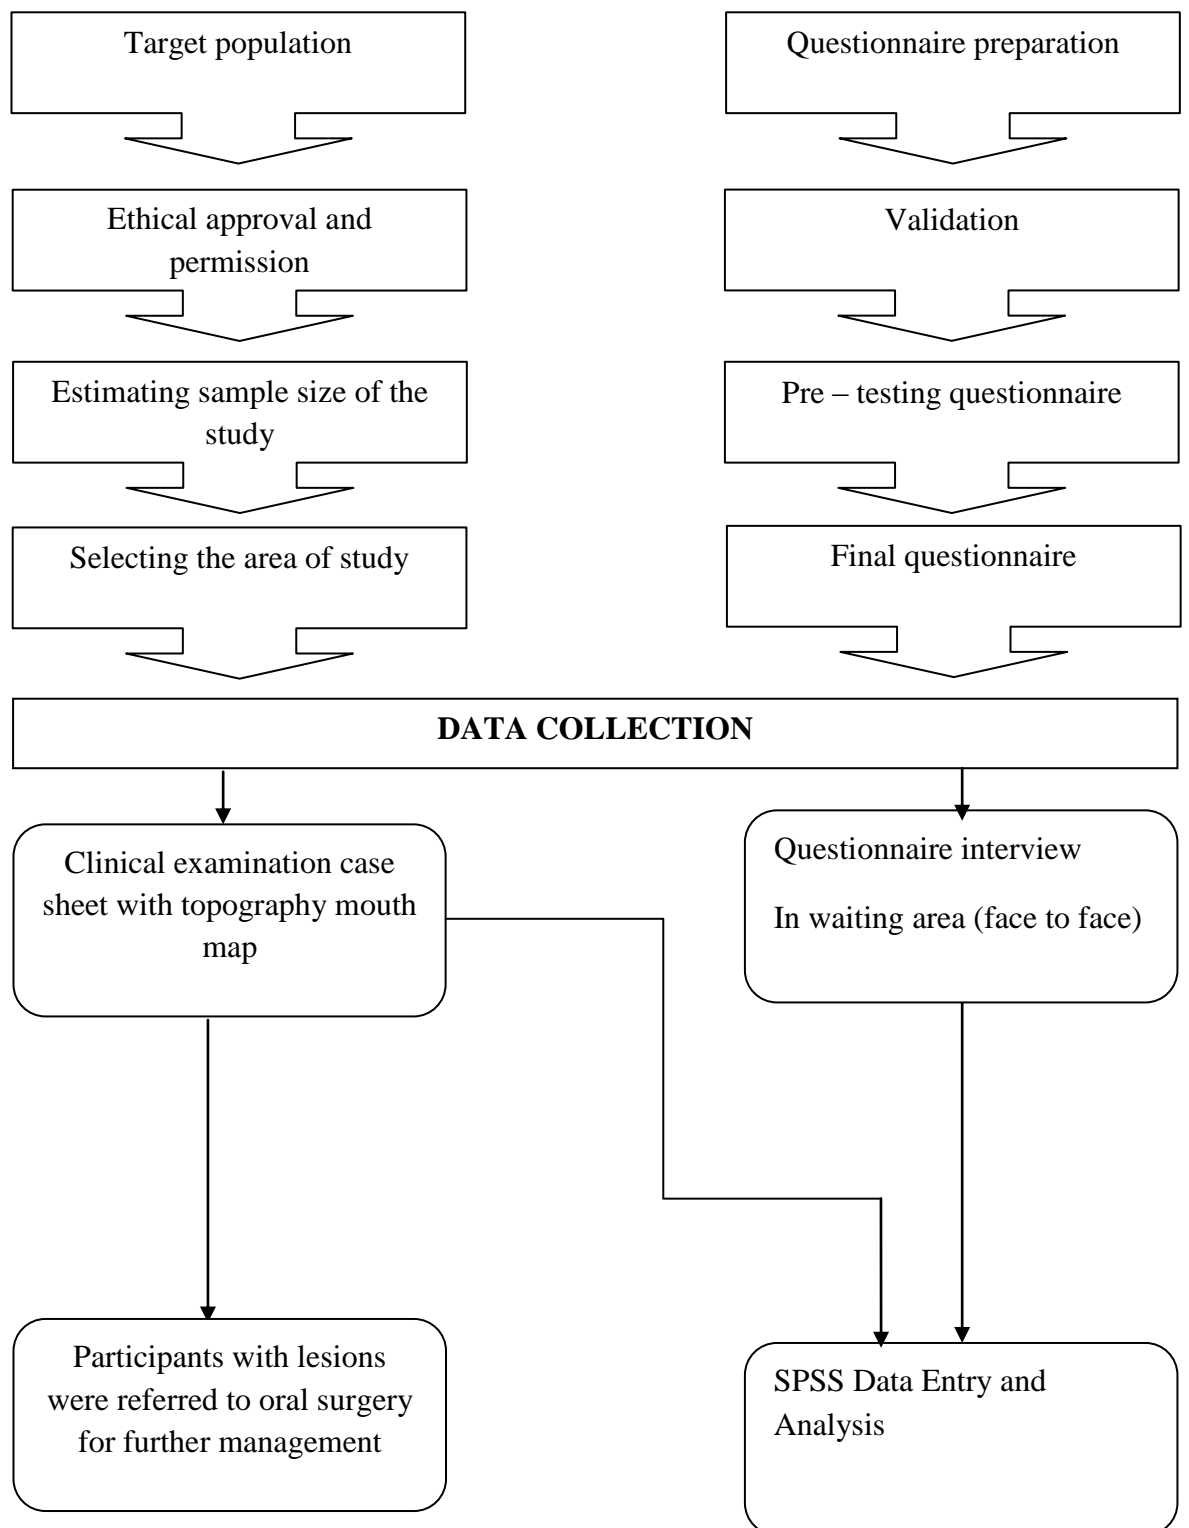 Target population
Questionnaire preparation
Ethical approval and
permission
Validation
Estimating sample size of the
study
Pre – testing questionnaire
Selecting the area of study
Final questionnaire
DATA COLLECTION
Clinical examination case
sheet with topography mouth
map
Questionnaire interview
In waiting area (face to face)
Participants with lesions
were referred to oral surgery
for further management
SPSS Data Entry and
Analysis